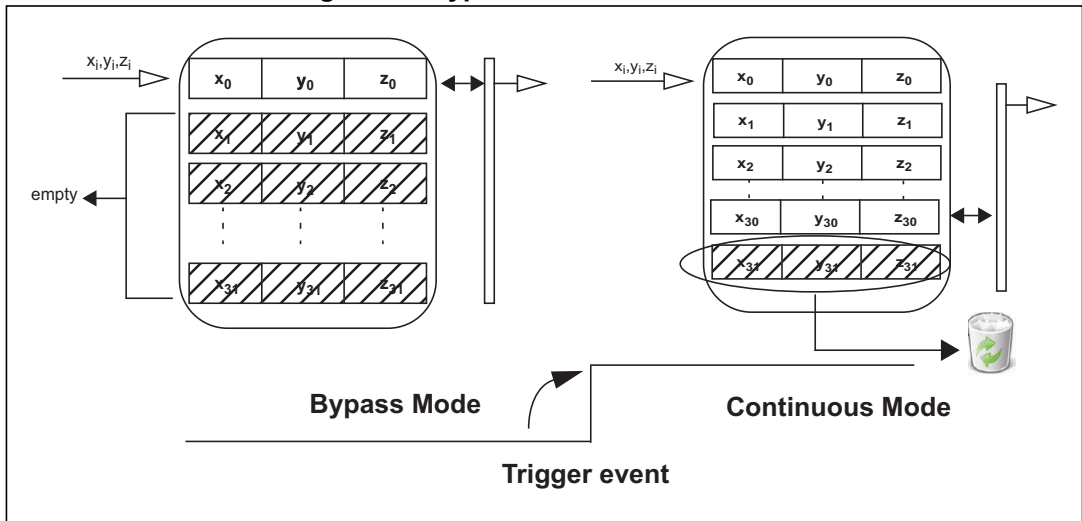 xi,yi,zi
x0 y0 z0
x1 y1 z1
x2 y2 z2
x31 y31 z31
empty
xi,yi,zi
x0 y0 z0
x1 y1 z1
x2 y2 z2
x30 y30 z30
x31 y31 z31
Bypass Mode
Continuous Mode
Trigger event